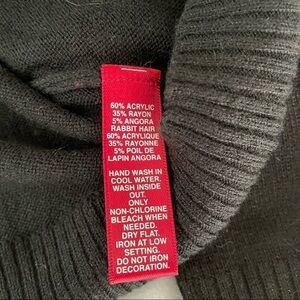 60% ACRYLIC
35% RAYON
5% ANGORA
RABBIT HAIR
60% ACRYLIQUE
35% RAYONNE
5% POIL DE
LAPIN ANGORA
HAND WASH IN
COOL WATER.
WASH INSIDE
OUT.
ONLY
NON-CHLORINE
BLEACH WHEN
NEEDED.
DRY FLAT.
IRON AT LOW
SETTING.
DO NOT IRON
DECORATION.